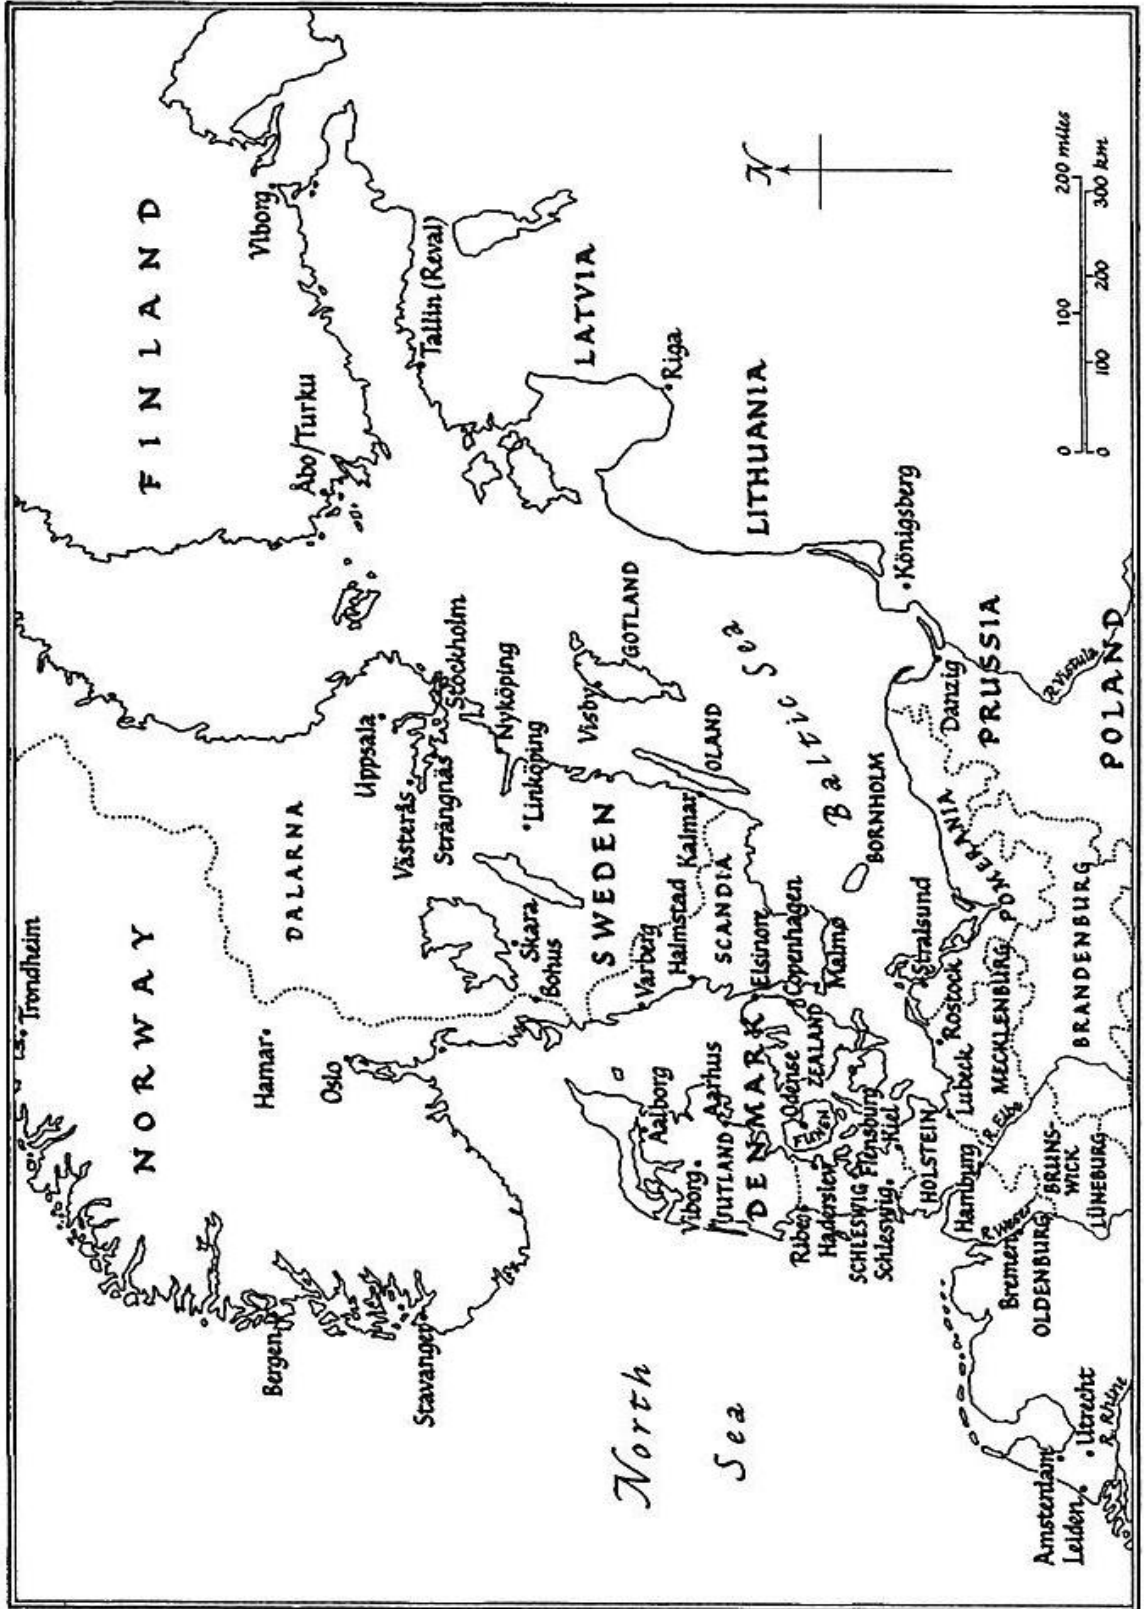 Trondheim
NORWAY
FINLAND
Hamar
Oslo
Bergen
Stavanger
DALARNA
Uppsala
Västerås
Strängnäs
Stockholm
Nyköping
Linköping
Skara
Bohus
SWEDEN
Visby
GOTLAND
Åbo/Turku
VIborg
Tallin (Reval)
LATVIA
Riga
LITHUANIA
North
Sea
Aalborg
Viborg
Aarhus
JUTLAND
DENMARK
Varberg
Halmstad
Kalmar
SCANDIA
OLAND
Elsinore
Copenhagen
Malmø
Baltic Sea
BORNHOLM
Ribe
Odense
FUNEN
ZEALAND
Haderslev
SCHLESWIG
Flensburg
Schleswig
Kiel
HOLSTEIN
Stralsund
Rostock
Lubeck
Hamburg
R. Elbe
MECKLENBURG
POMERANIA
Danzig
Königsberg
PRUSSIA
R. Vistula
POLAND
BRANDENBURG
R. Weser
Bremen
OLDENBURG
BRUNS-
WICK
LÜNEBURG
Amsterdam
Leiden
Utrecht
R. Rhine
N
0 100 200 miles
0 100 200 300 km